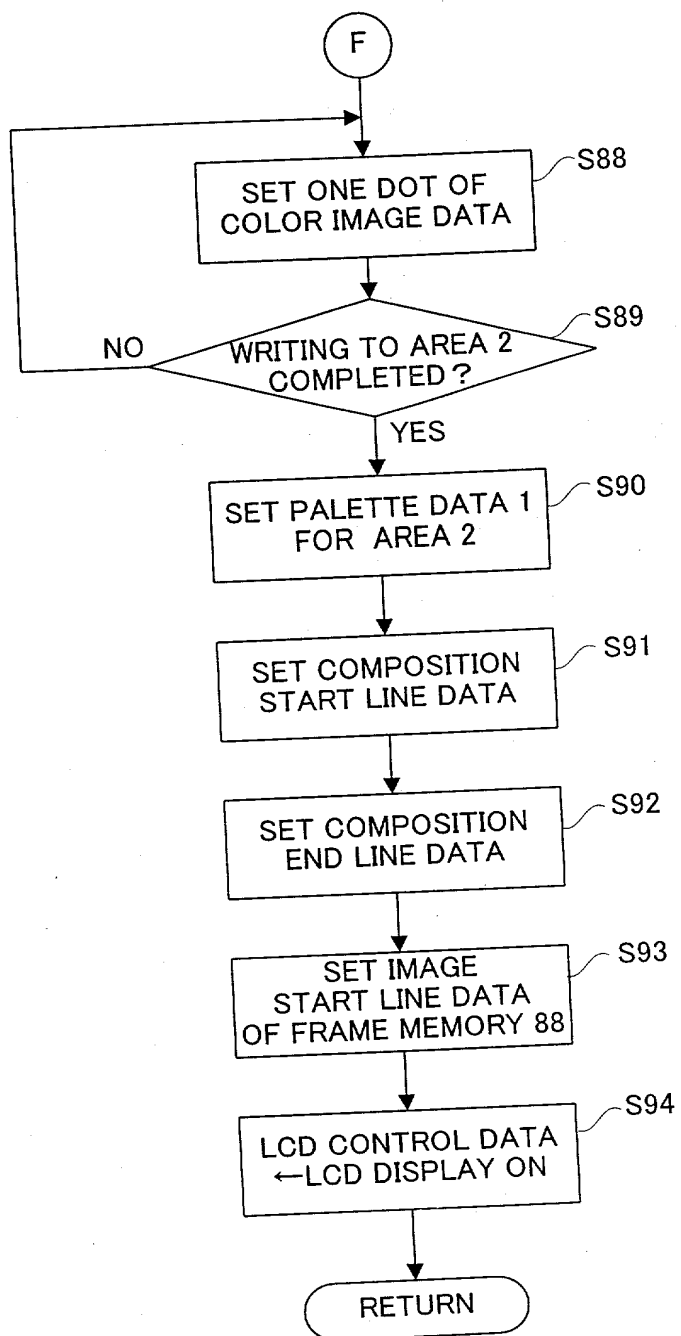 F
S88
SET ONE DOT OF
COLOR IMAGE DATA
S89
NO
WRITING TO AREA 2
COMPLETED?
YES
S90
SET PALETTE DATA 1
FOR AREA 2
S91
SET COMPOSITION
START LINE DATA
S92
SET COMPOSITION
END LINE DATA
S93
SET IMAGE
START LINE DATA
OF FRAME MEMORY 88
S94
LCD CONTROL DATA
←LCD DISPLAY ON
RETURN